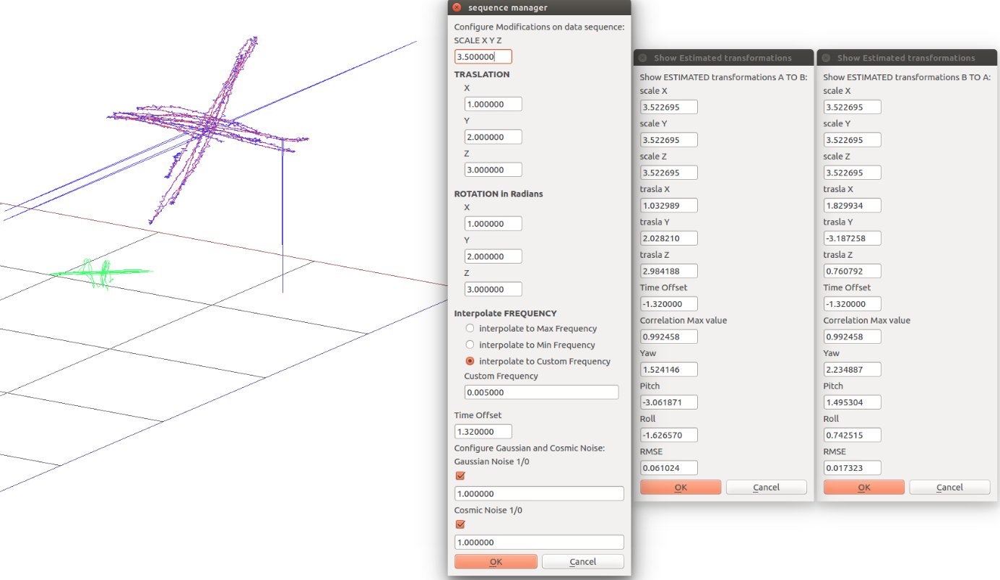 sequence manager
Configure Modifications on data sequence:
SCALE X Y Z
3.500000
TRASLATION
X
1.000000
Y
2.000000
Z
3.000000
ROTATION in Radians
X
1.000000
Y
2.000000
Z
3.000000
Interpolate FREQUENCY
interpolate to Max Frequency
interpolate to Min Frequency
interpolate to Custom Frequency
Custom Frequency
0.005000
Time Offset
1.320000
Configure Gaussian and Cosmic Noise:
Gaussian Noise 1/0
1.000000
Cosmic Noise 1/0
1.000000
OK Cancel
Show Estimated transformations
Show ESTIMATED transformations A TO B:
scale X
3.522695
scale Y
3.522695
scale Z
3.522695
trasla X
1.032989
trasla Y
2.028210
trasla Z
2.984188
Time Offset
-1.320000
Correlation Max value
0.992458
Yaw
1.524146
Pitch
-3.061871
Roll
-1.626570
RMSE
0.061024
OK Cancel
Show Estimated transformations
Show ESTIMATED transformations B TO A:
scale X
3.522695
scale Y
3.522695
scale Z
3.522695
trasla X
1.829934
trasla Y
-3.187258
trasla Z
0.760792
Time Offset
-1.320000
Correlation Max value
0.992458
Yaw
2.234887
Pitch
1.495304
Roll
0.742515
RMSE
0.017323
OK Cancel